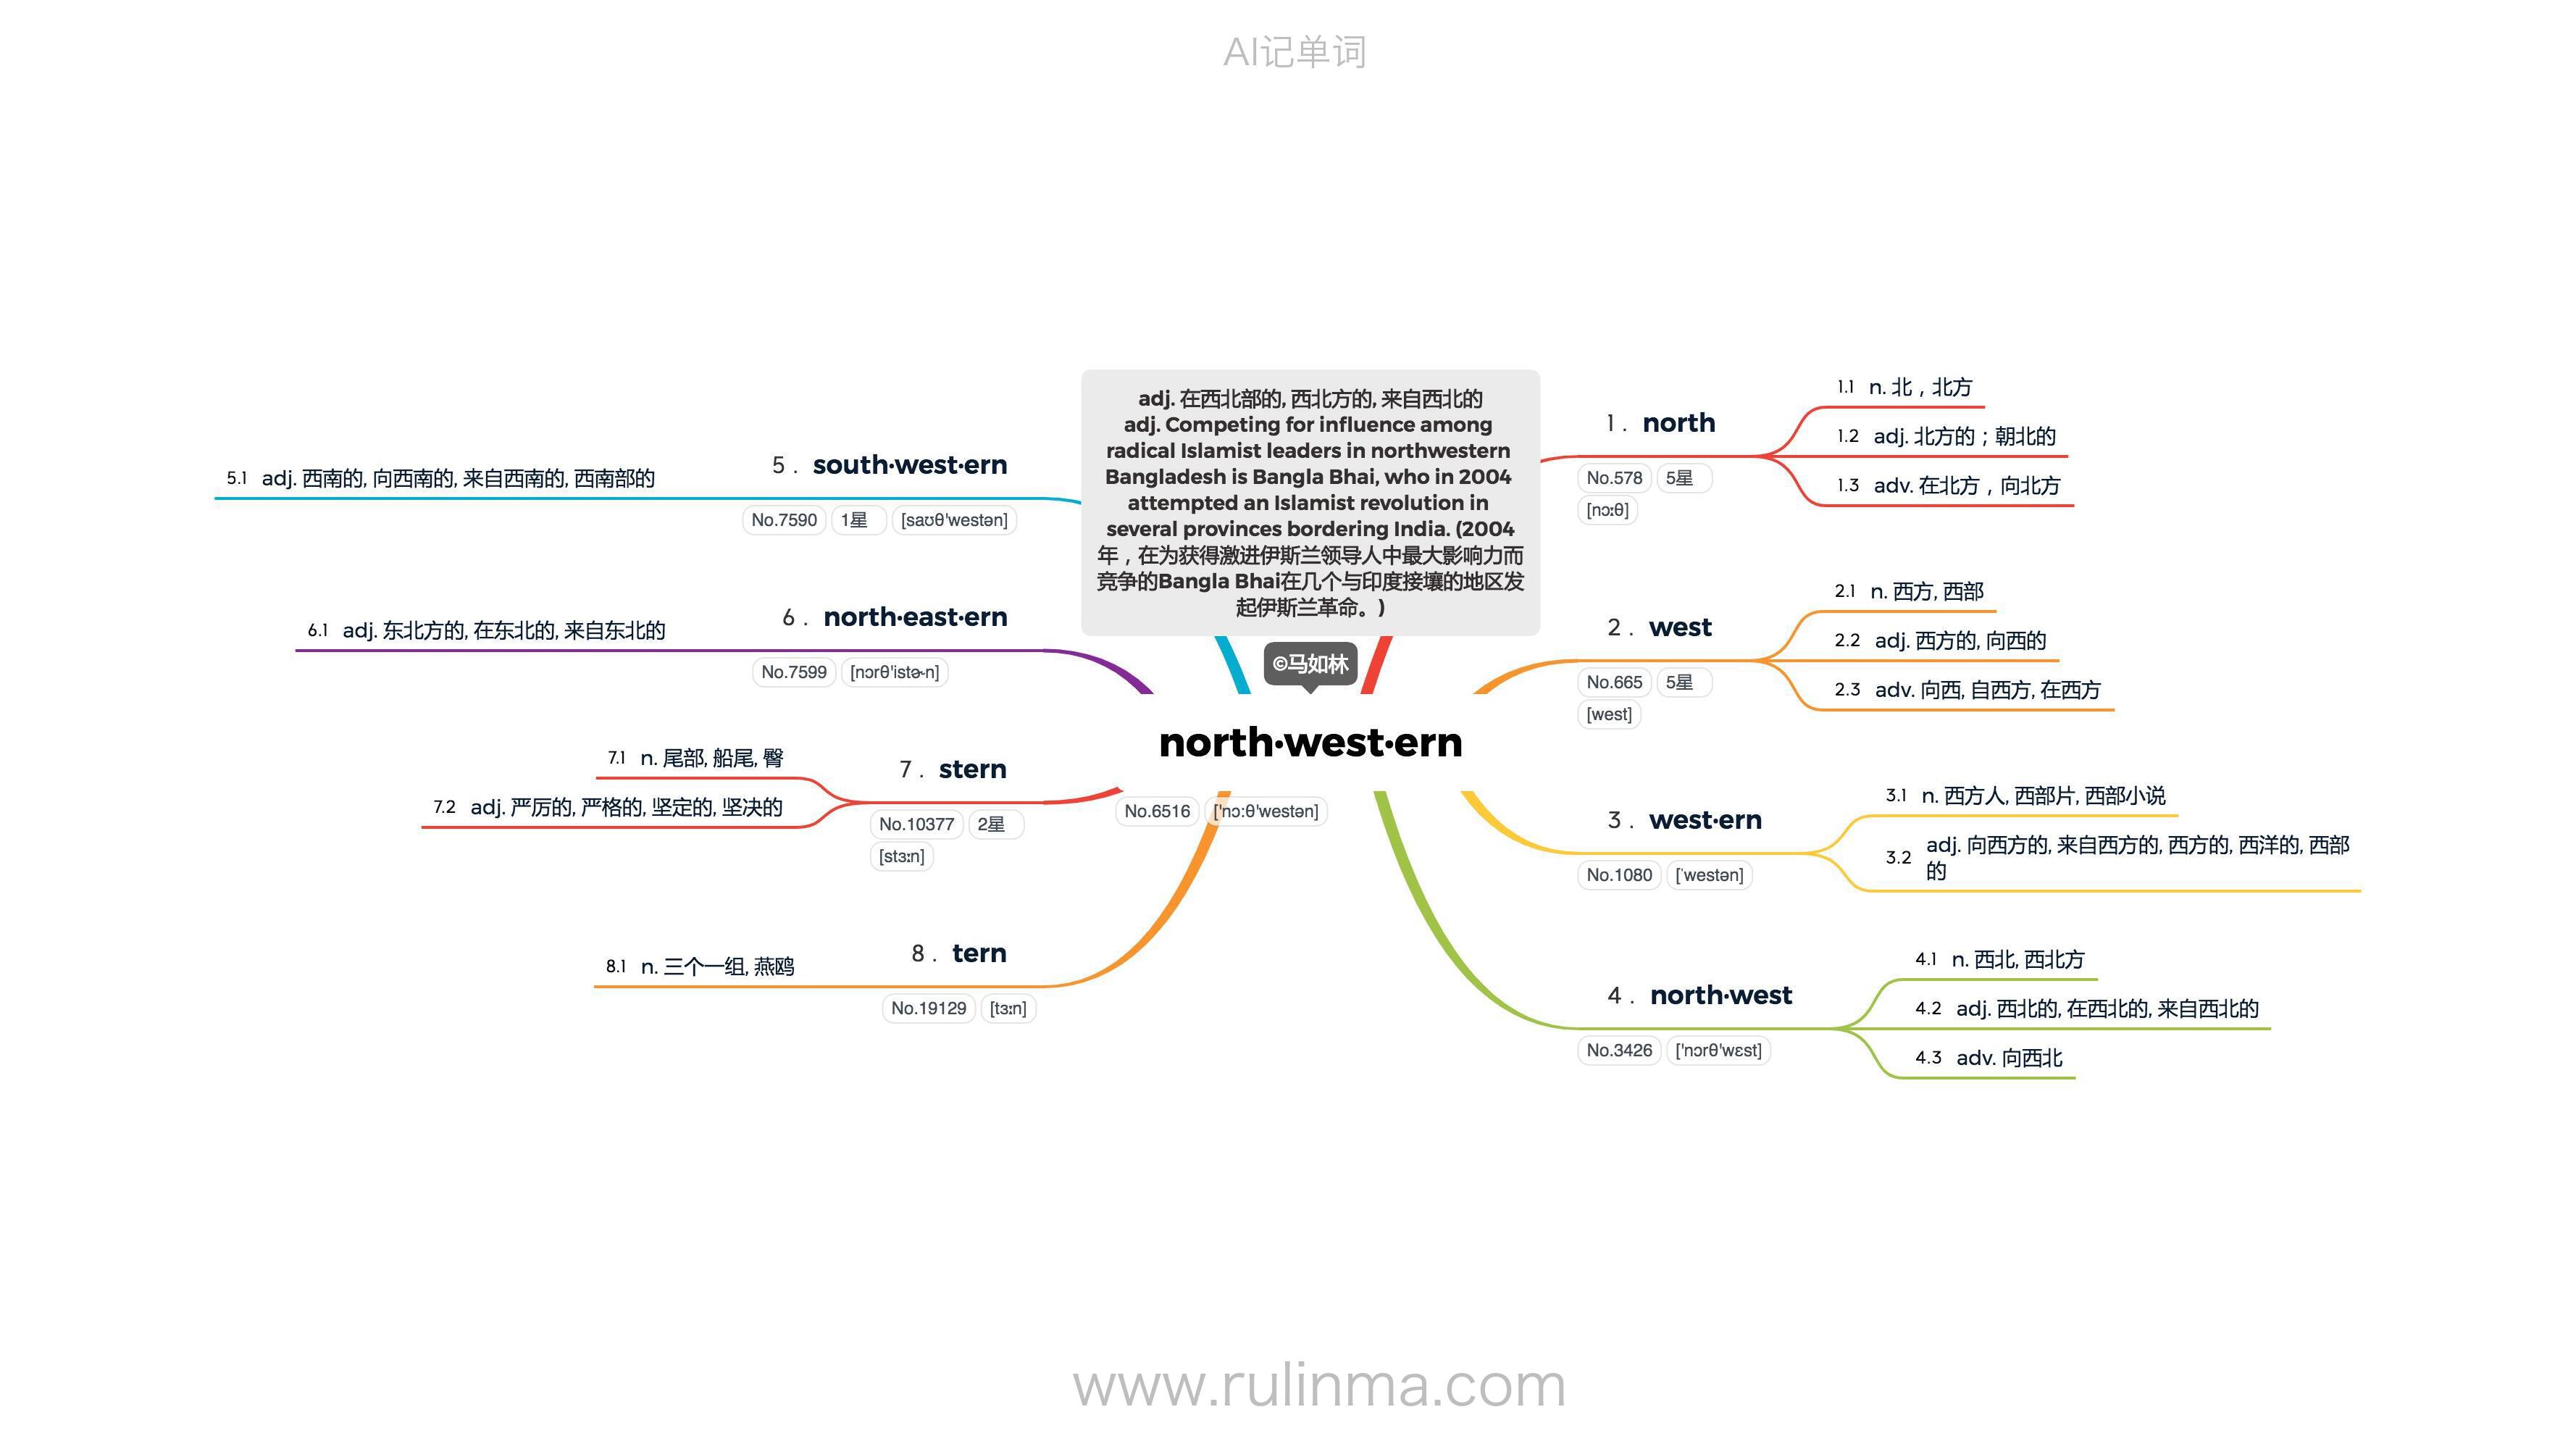 AI记单词
adj. 在西北部的, 西北方的, 来自西北的
adj. Competing for influence among
radical Islamist leaders in northwestern
Bangladesh is Bangla Bhai, who in 2004
attempted an Islamist revolution in
several provinces bordering India. (2004
年，在为获得激进伊斯兰领导人中最大影响力而
竞争的Bangla Bhai在几个与印度接壤的地区发
起伊斯兰革命。)
©马如林
north·west·ern
No.6516 ['nɔ:θ'westən]
1. north
No.578 5星
[nɔːθ]
1.1 n. 北，北方
1.2 adj. 北方的；朝北的
1.3 adv. 在北方，向北方
2. west
No.665 5星
[west]
2.1 n. 西方, 西部
2.2 adj. 西方的, 向西的
2.3 adv. 向西, 自西方, 在西方
3. west·ern
No.1080 [ˈwestən]
3.1 n. 西方人, 西部片, 西部小说
3.2 adj. 向西方的, 来自西方的, 西方的, 西洋的, 西部
的
4. north·west
No.3426 ['nɔrθ'wɛst]
4.1 n. 西北, 西北方
4.2 adj. 西北的, 在西北的, 来自西北的
4.3 adv. 向西北
5. south·west·ern
No.7590 1星 [saʊθ'westən]
5.1 adj. 西南的, 向西南的, 来自西南的, 西南部的
6. north·east·ern
No.7599 [nɔrθ'istɚn]
6.1 adj. 东北方的, 在东北的, 来自东北的
7. stern
No.10377 2星
[stɜːn]
7.1 n. 尾部, 船尾, 臀
7.2 adj. 严厉的, 严格的, 坚定的, 坚决的
8. tern
No.19129 [tɜːn]
8.1 n. 三个一组, 燕鸥
www.rulinma.com